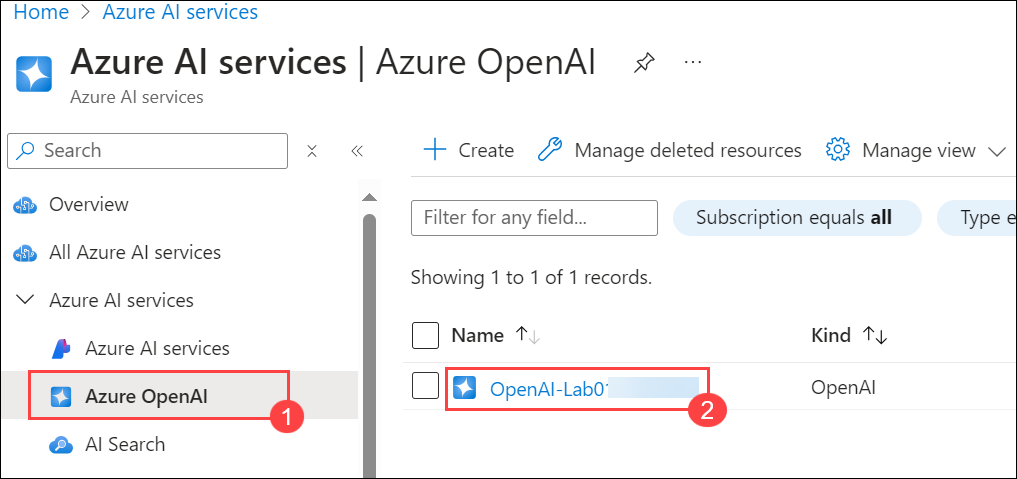 Home > Azure AI services
Azure AI services | Azure OpenAI ...
Azure AI services
Search
Overview
All Azure AI services
Azure AI services
Azure AI services
Azure OpenAI
1
AI Search
+ Create Manage deleted resources Manage view
Filter for any field... Subscription equals all Type e
Showing 1 to 1 of 1 records.
Name Kind
OpenAI-Lab01 OpenAI
2